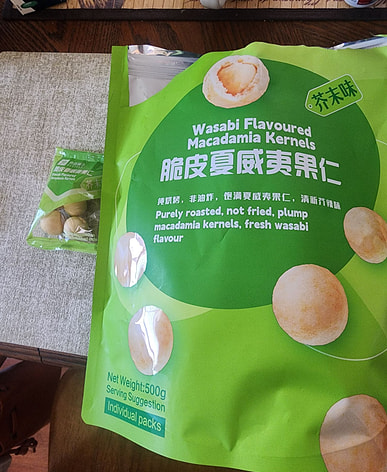 芥末味
Wasabi Flavoured
Macadamia Kernels
脆皮夏威夷果仁
纯烘烤，非油炸，饱满夏威夷果仁，清新芥辣味
Purely roasted, not fried, plump
macadamia kernels, fresh wasabi
flavour
Net Weight:500g
Serving Suggestion
Individual packs